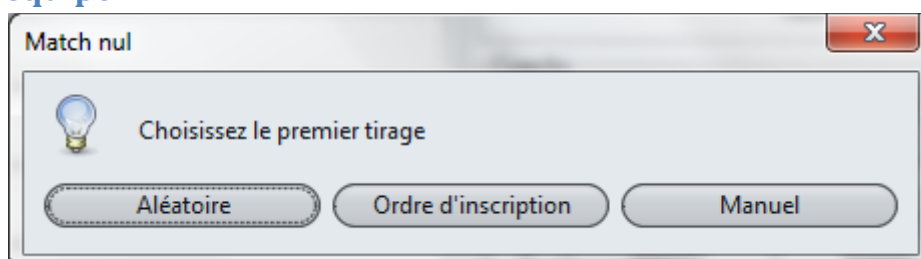 Match nul
Choisissez le premier tirage
Aléatoire Ordre d'inscription Manuel